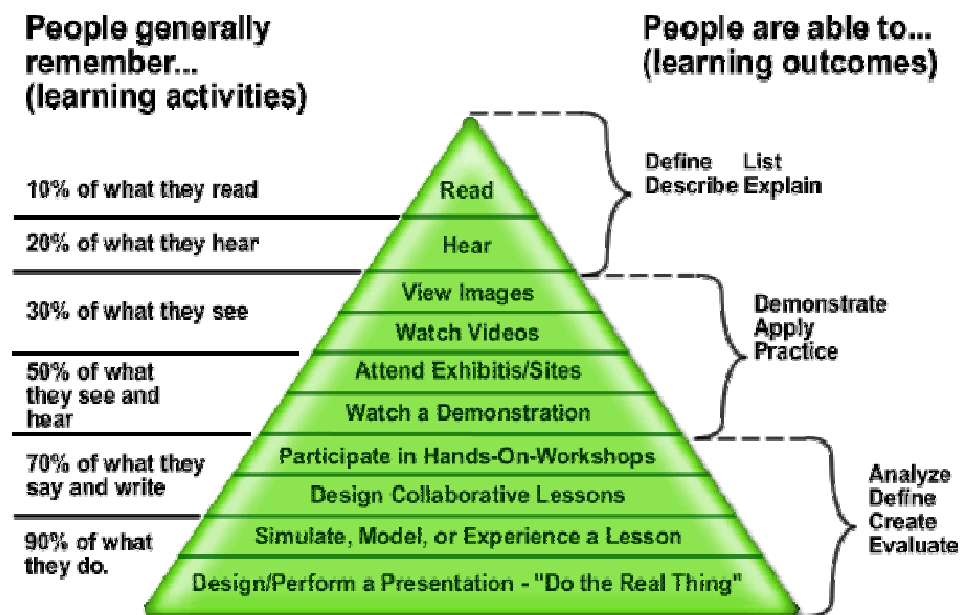 People generally
remember...
(learning activities)
People are able to...
(learning outcomes)
10% of what they read
20% of what they hear
30% of what they see
50% of what
they see and
hear
70% of what they
say and write
90% of what
they do.
Read
Hear
View Images
Watch Videos
Attend Exhibitis/Sites
Watch a Demonstration
Participate in Hands-On-Workshops
Design Collaborative Lessons
Simulate, Model, or Experience a Lesson
Design/Perform a Presentation - "Do the Real Thing"
Define List
Describe Explain
Demonstrate
Apply
Practice
Analyze
Define
Create
Evaluate